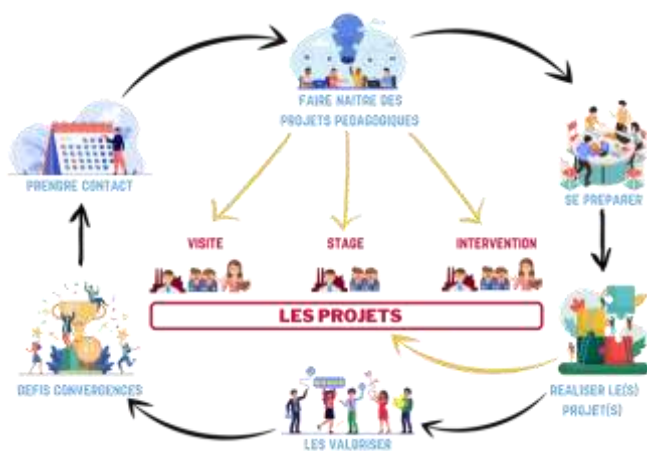 FAIRE NAITRE DES
PROJETS PEDAGOGIQUES
PRENDRE CONTACT
SE PREPARER
VISITE
STAGE
INTERVENTION
LES PROJETS
DEFIS CONVERGENCES
REALISER LE(S)
PROJET(S)
LES VALORISER